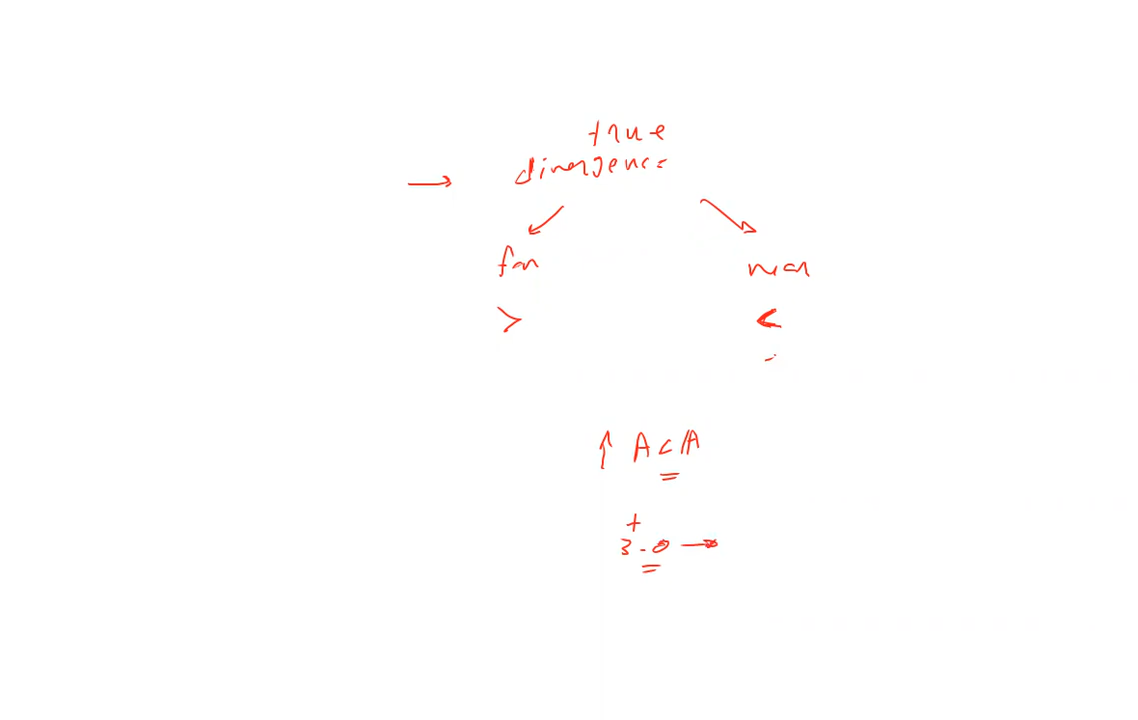 true
divergence
far near
> <
↑ AC/A
+
3.0 →